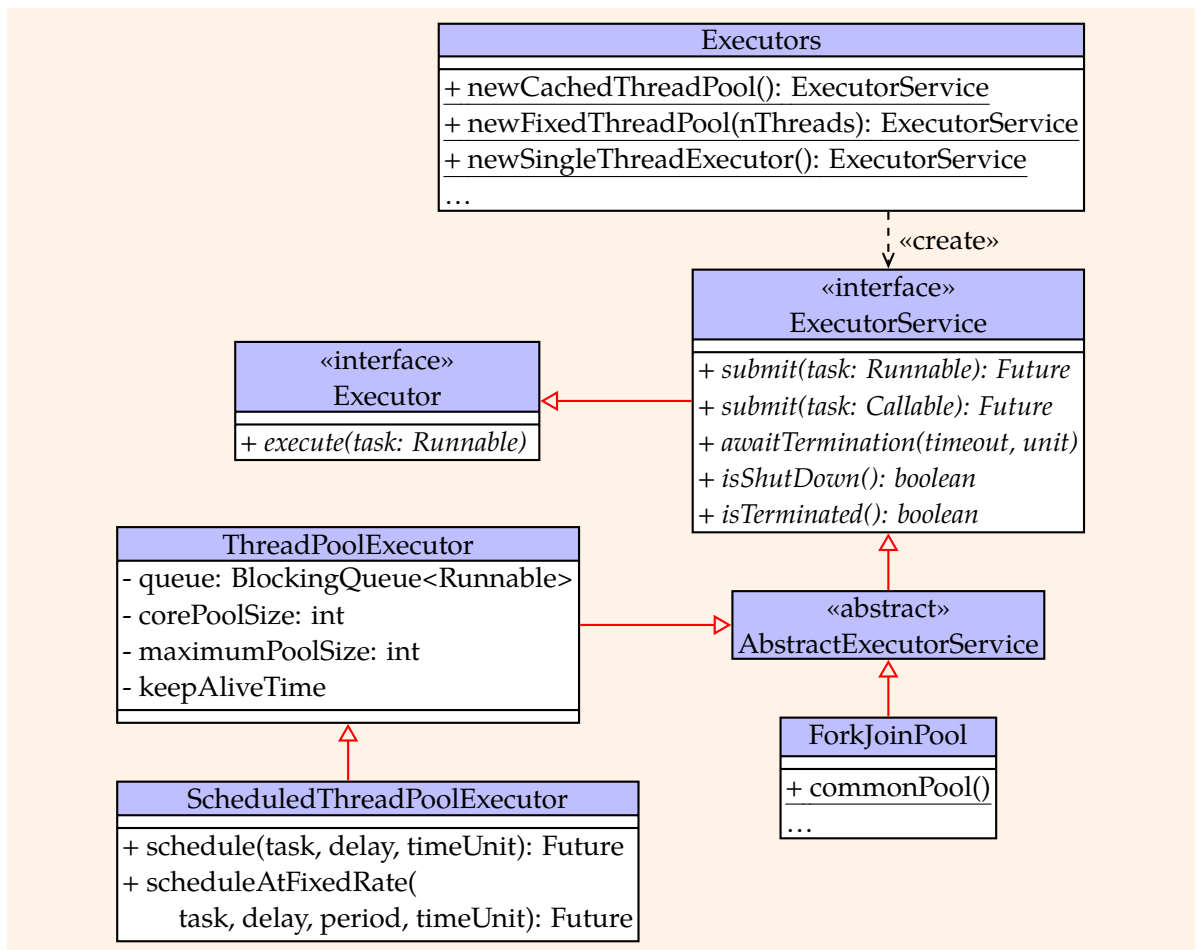 Executors
+ newCachedThreadPool(): ExecutorService
+ newFixedThreadPool(nThreads): ExecutorService
+ newSingleThreadExecutor(): ExecutorService
…
«create»
«interface»
ExecutorService
+ submit(task: Runnable): Future
+ submit(task: Callable): Future
+ awaitTermination(timeout, unit)
+ isShutDown(): boolean
+ isTerminated(): boolean
«interface»
Executor
+ execute(task: Runnable)
ThreadPoolExecutor
- queue: BlockingQueue<Runnable>
- corePoolSize: int
- maximumPoolSize: int
- keepAliveTime
«abstract»
AbstractExecutorService
ForkJoinPool
+ commonPool()
…
ScheduledThreadPoolExecutor
+ schedule(task, delay, timeUnit): Future
+ scheduleAtFixedRate(
task, delay, period, timeUnit): Future